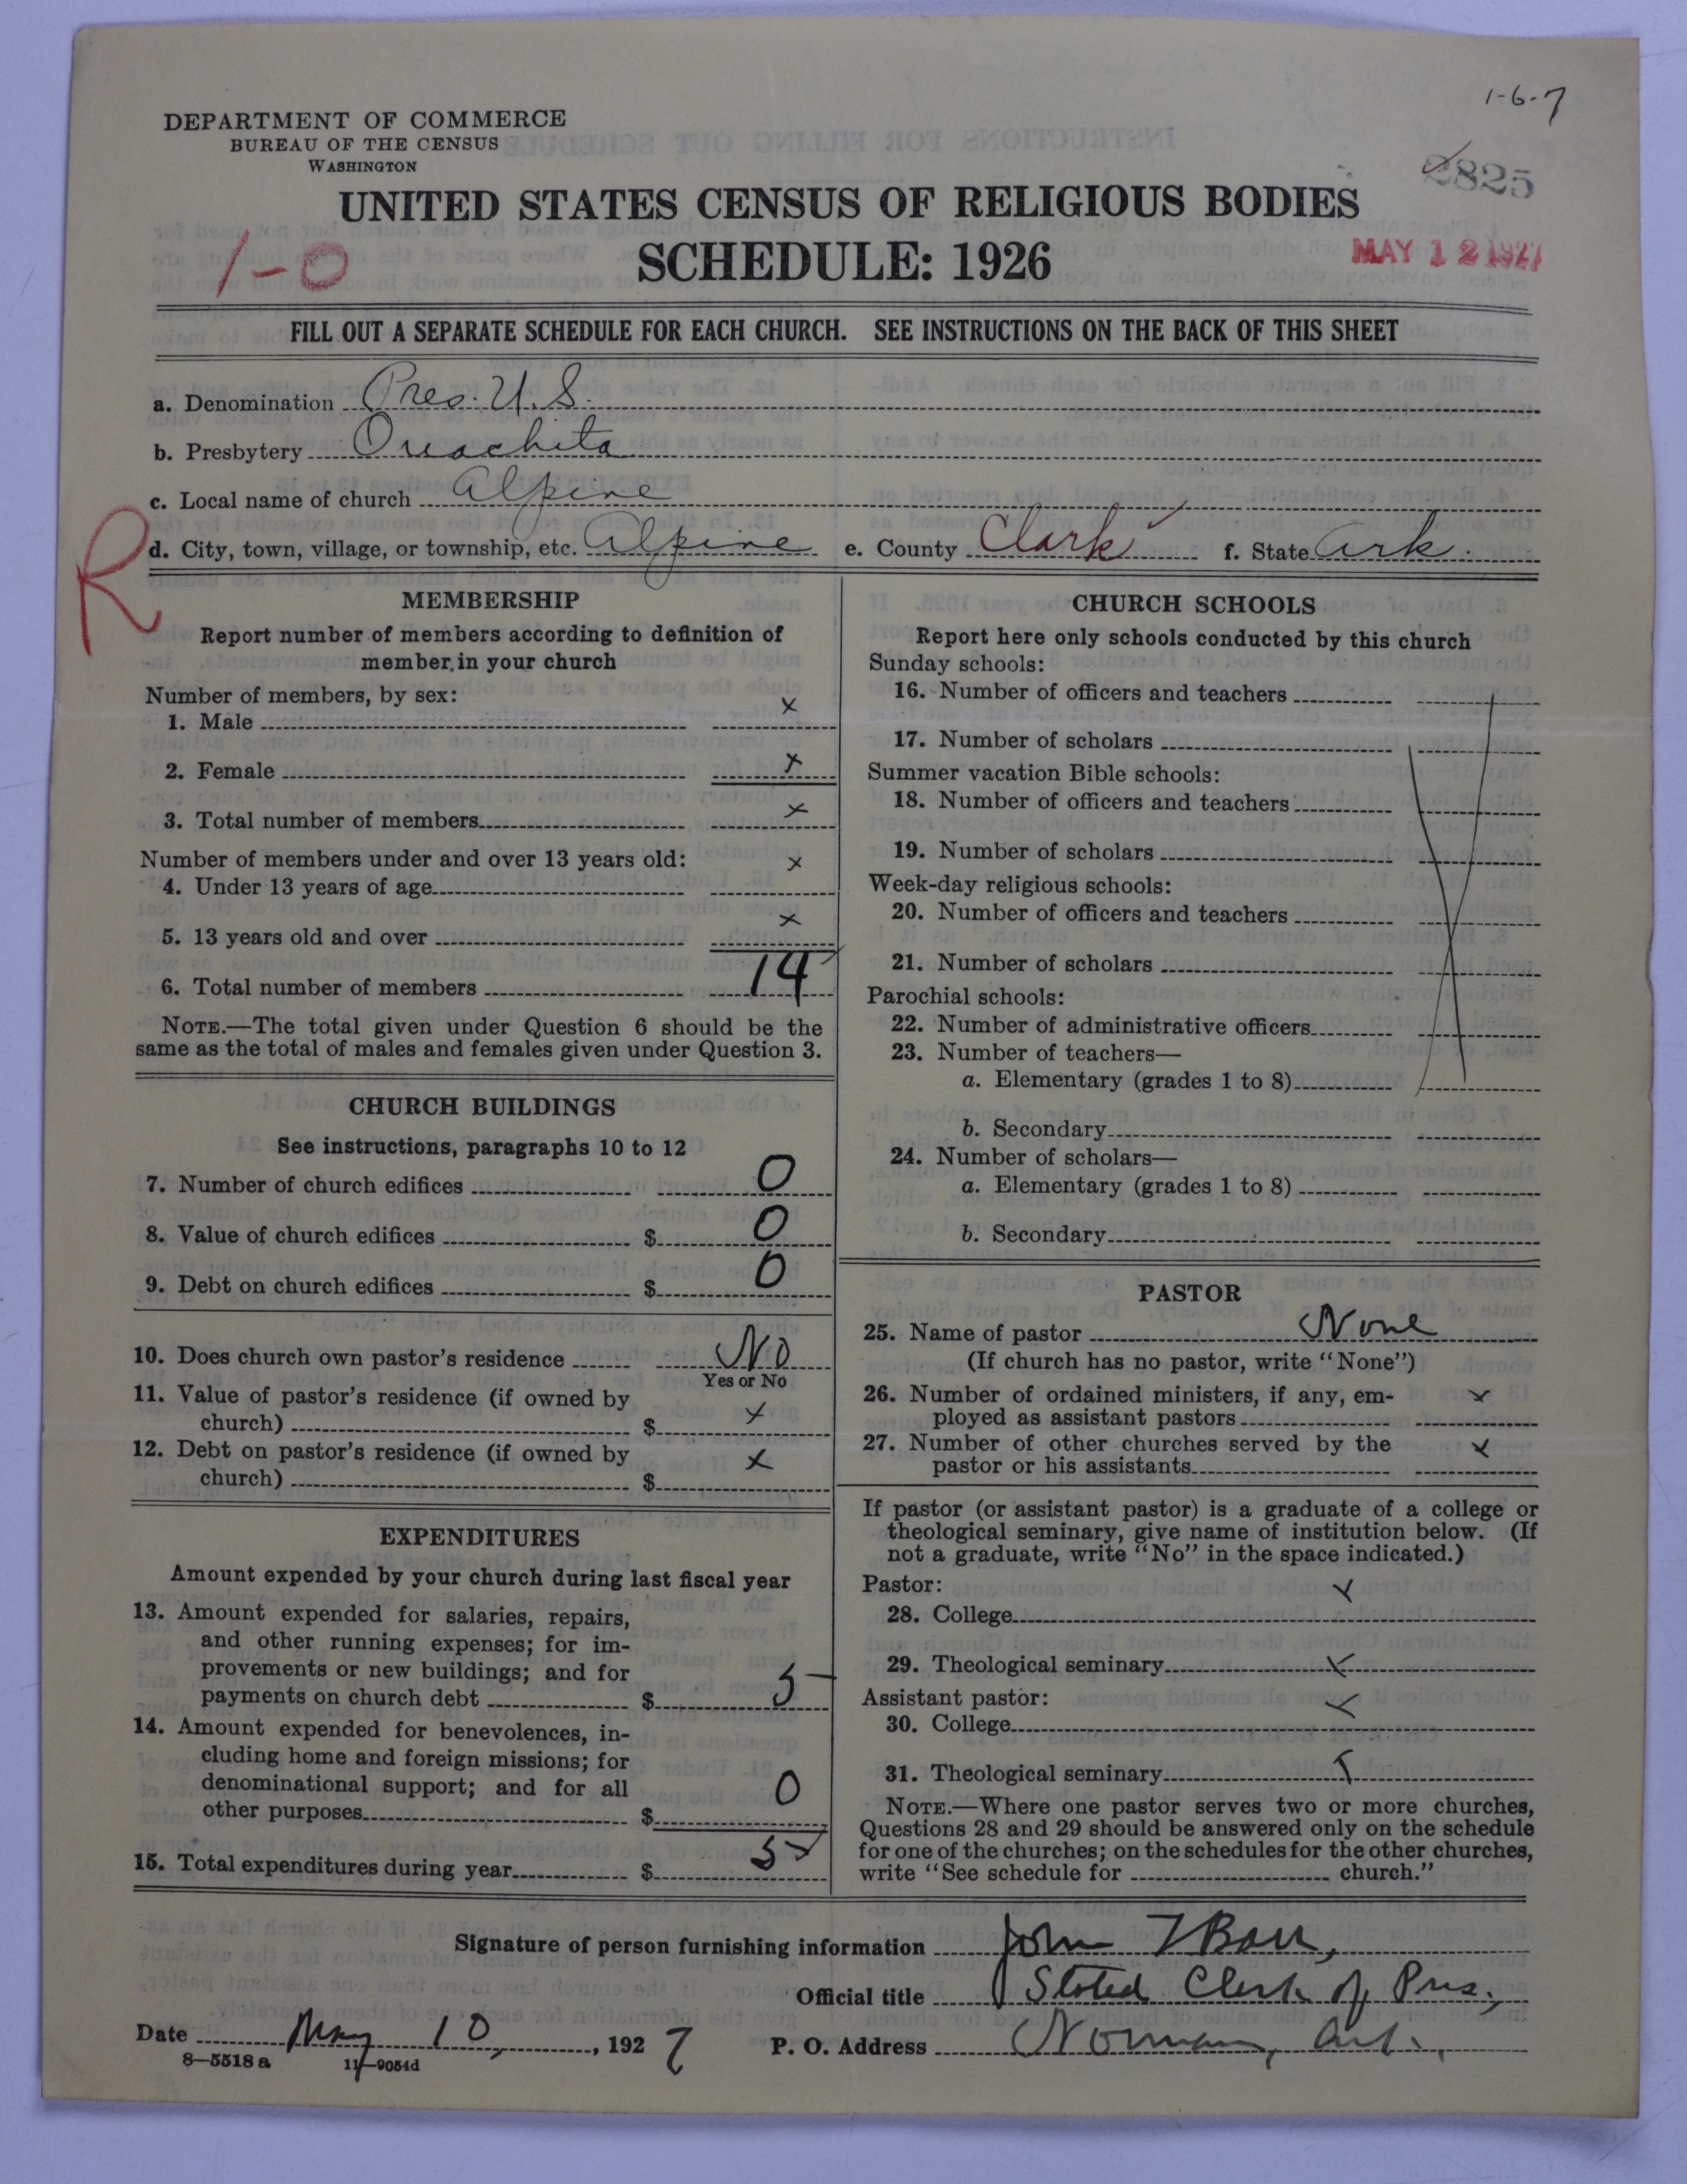 1-6-7
DEPARTMENT OF COMMERCE
BUREAU OF THE CENSUS
WASHINGTON
2825
UNITED STATES CENSUS OF RELIGIOUS BODIES
1-0
SCHEDULE: 1926
MAY 12 1927
FILL OUT A SEPARATE SCHEDULE FOR EACH CHURCH. SEE INSTRUCTIONS ON THE BACK OF THIS SHEET
a. Denomination Pres. U.S.
b. Presbytery Ouachita
c. Local name of church Alpine
R
d. City, town, village, or township, etc. Alpine e. County Clark f. State Ark.
MEMBERSHIP
Report number of members according to definition of
member in your church
Number of members, by sex:
1. Male x
2. Female x
3. Total number of members x
Number of members under and over 13 years old:
4. Under 13 years of age x
5. 13 years old and over x
6. Total number of members 14
NOTE.—The total given under Question 6 should be the
same as the total of males and females given under Question 3.
CHURCH BUILDINGS
See instructions, paragraphs 10 to 12
7. Number of church edifices 0
8. Value of church edifices $ 0
9. Debt on church edifices $ 0
10. Does church own pastor's residence No
Yes or No
11. Value of pastor's residence (if owned by
church) $ x
12. Debt on pastor's residence (if owned by
church) $ x
EXPENDITURES
Amount expended by your church during last fiscal year
13. Amount expended for salaries, repairs,
and other running expenses; for im-
provements or new buildings; and for
payments on church debt $ 5 –
14. Amount expended for benevolences, in-
cluding home and foreign missions; for
denominational support; and for all
other purposes $ 0
15. Total expenditures during year $ 5
CHURCH SCHOOLS
Report here only schools conducted by this church
Sunday schools:
16. Number of officers and teachers
17. Number of scholars
Summer vacation Bible schools:
18. Number of officers and teachers
19. Number of scholars
Week-day religious schools:
20. Number of officers and teachers
21. Number of scholars
Parochial schools:
22. Number of administrative officers
23. Number of teachers—
a. Elementary (grades 1 to 8)
b. Secondary
24. Number of scholars—
a. Elementary (grades 1 to 8)
b. Secondary
PASTOR
25. Name of pastor None
(If church has no pastor, write "None")
26. Number of ordained ministers, if any, em-
ployed as assistant pastors x
27. Number of other churches served by the
pastor or his assistants x
If pastor (or assistant pastor) is a graduate of a college or
theological seminary, give name of institution below. (If
not a graduate, write "No" in the space indicated.)
Pastor:
28. College x
29. Theological seminary x
Assistant pastor:
30. College x
31. Theological seminary x
NOTE.—Where one pastor serves two or more churches,
Questions 28 and 29 should be answered only on the schedule
for one of the churches; on the schedules for the other churches,
write "See schedule for church."
Signature of person furnishing information John T Barr,
Official title Stated Clerk of Pres.,
Date May 10, 1927 P. O. Address Norman, Ark.,
8—5518 a 11—9054d